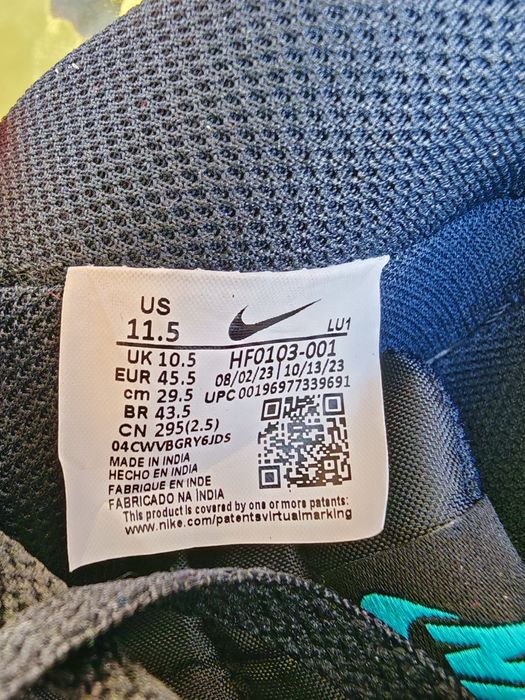 US
11.5
LU1
UK 10.5
HF0103-001
EUR 45.5
08/02/23 | 10/13/23
cm 29.5
UPC 00196977339691
BR 43.5
CN 295(2.5)
04CWVBGRY6JDS
MADE IN INDIA
HECHO EN INDIA
FABRIQUE EN INDE
FABRICADO NA INDIA
This product is covered by one or more patents:
www.nike.com/patentsvirtualmarking